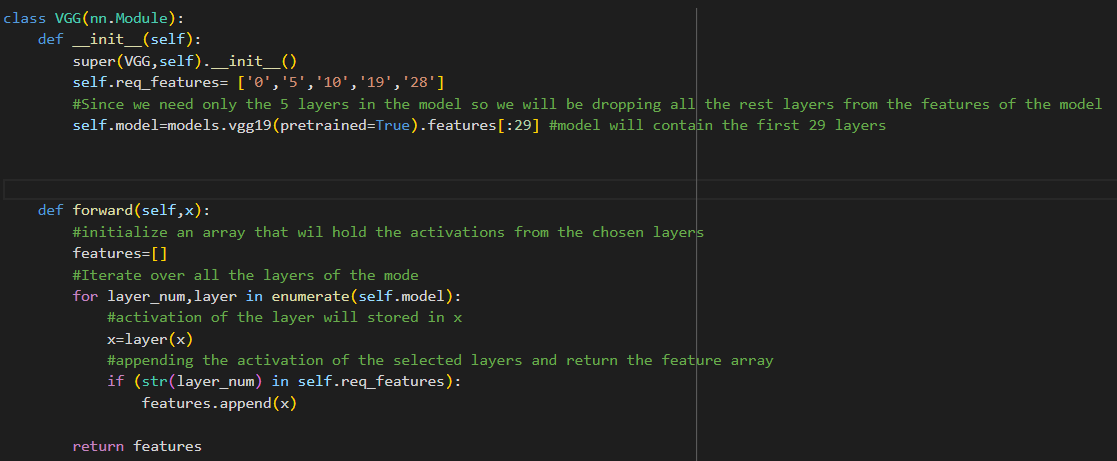 class VGG(nn.Module):
    def __init__(self):
        super(VGG,self).__init__()
        self.req_features= ['0','5','10','19','28']
        #Since we need only the 5 layers in the model so we will be dropping all the rest layers from the features of the model
        self.model=models.vgg19(pretrained=True).features[:29] #model will contain the first 29 layers
    def forward(self,x):
        #initialize an array that wil hold the activations from the chosen layers
        features=[]
        #Iterate over all the layers of the mode
        for layer_num,layer in enumerate(self.model):
            #activation of the layer will stored in x
            x=layer(x)
            #appending the activation of the selected layers and return the feature array
            if (str(layer_num) in self.req_features):
                features.append(x)
        return features